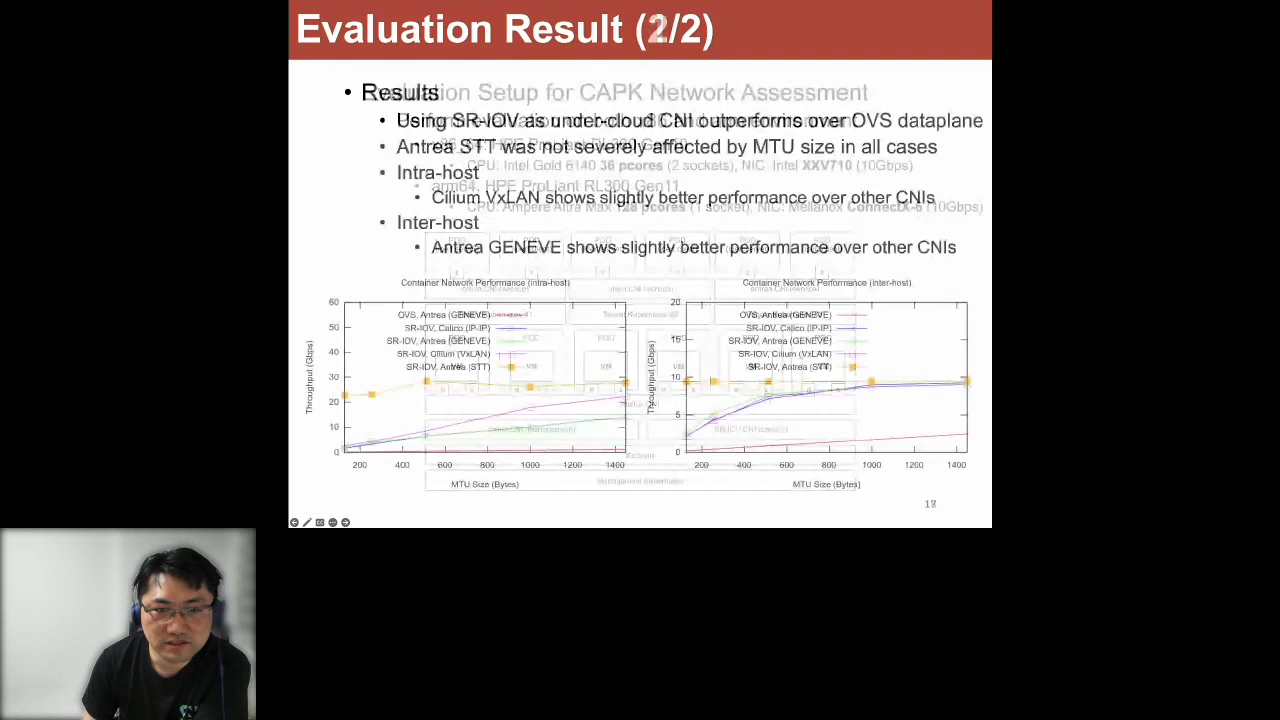 Evaluation Result (2/2)
• Results
Evaluation Setup for CAPK Network Assessment
• Using SR-IOV as under-cloud CNI outperforms over OVS dataplane
• Antrea STT was not severely affected by MTU size in all cases
CPU: Intel Gold 6140 36 pcores (2 sockets), NIC: Intel XXV710 (10Gbps)
• Intra-host
arm64: HPE ProLiant RL300 Gen11
• Cilium VxLAN shows slightly better performance over other CNIs
CPU: Ampere Altra Max 128 pcores (1 socket), NIC: Mellanox ConnectX-6 (10Gbps)
• Inter-host
• Antrea GENEVE shows slightly better performance over other CNIs
Container Network Performance (intra-host)
Throughput (Gbps)
60
50
40
30
20
10
0
OVS, Antrea (GENEVE)
SR-IOV, Calico (IP-IP)
SR-IOV, Antrea (GENEVE)
SR-IOV, Cilium (VxLAN)
SR-IOV, Antrea (STT)
200 400 600 800 1000 1200 1400
MTU Size (Bytes)
Container Network Performance (inter-host)
Throughput (Gbps)
20
15
10
5
0
OVS, Antrea (GENEVE)
SR-IOV, Calico (IP-IP)
SR-IOV, Antrea (GENEVE)
SR-IOV, Cilium (VxLAN)
SR-IOV, Antrea (STT)
200 400 600 800 1000 1200 1400
MTU Size (Bytes)